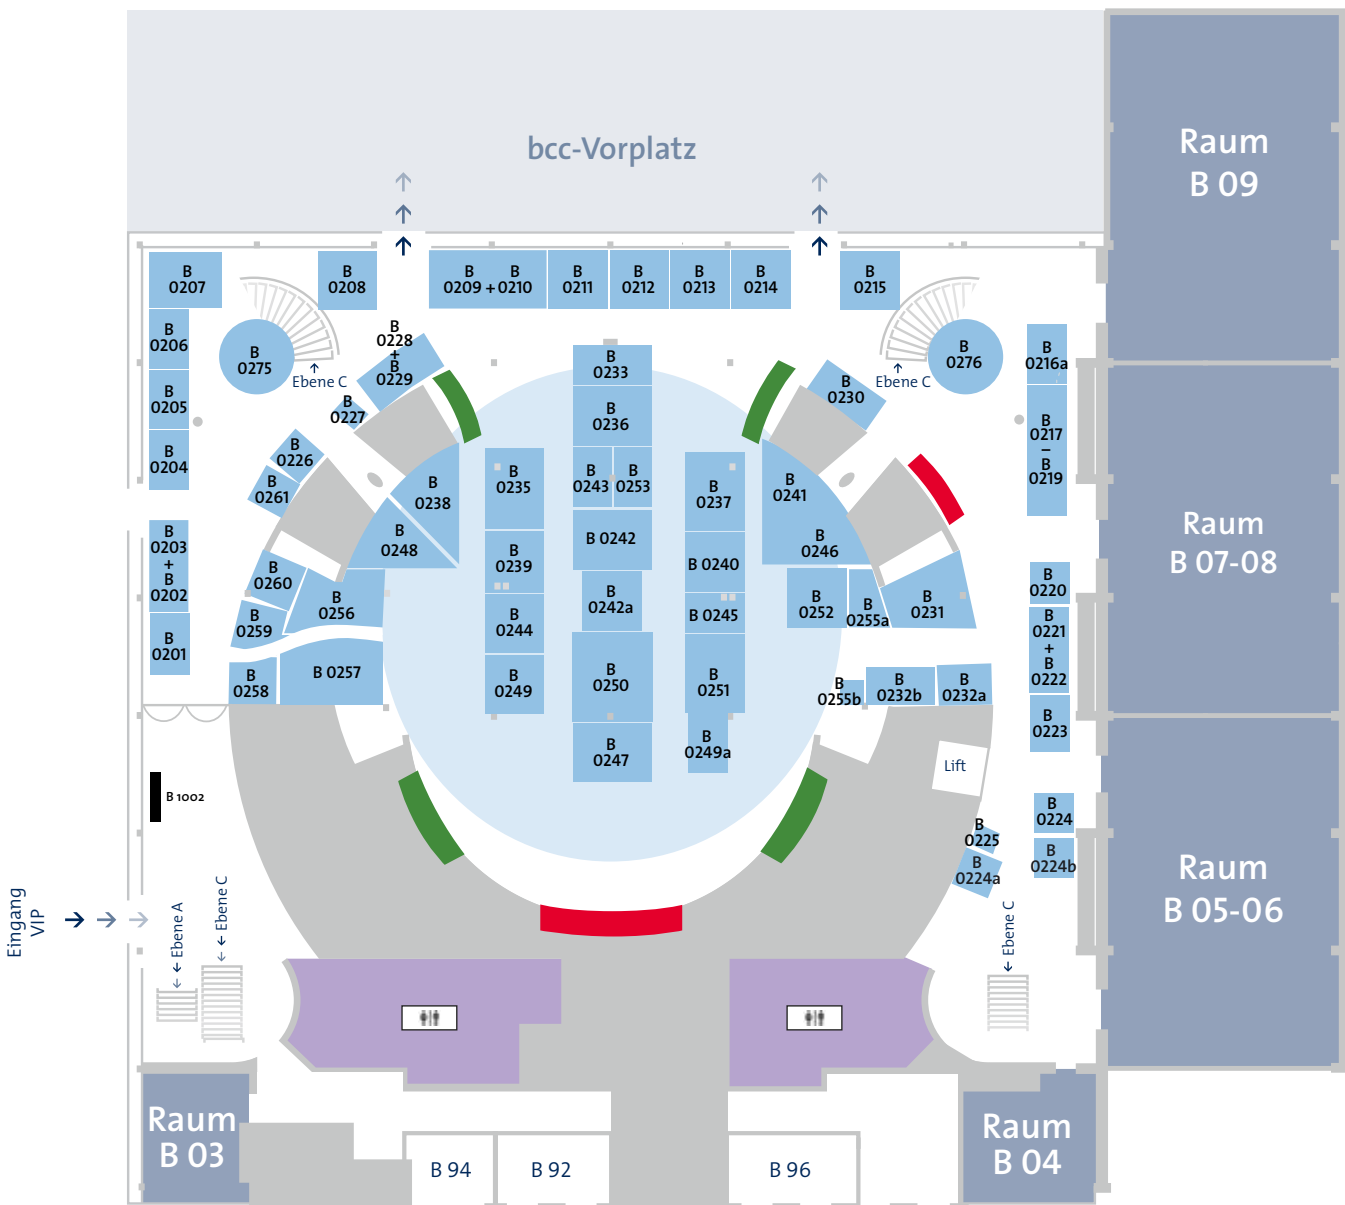 bcc-Vorplatz
Raum
B 09
B
0207
B
0208
B B
0209 + 0210
B
0211
B
0212
B
0213
B
0214
B
0215
B
0206
B
0275
Ebene C
B
0228
+
B
0229
B
0227
B
0233
B
0230
Ebene C
B
0276
B
0216a
B
0205
B
0204
B
0226
B
0261
B
0236
B
0217
–
B
0219
B
0238
B
0248
B
0235
B
0243
B
0253
B
0237
B
0241
B
0246
Raum
B 07-08
B
0203
+
B
0202
B
0201
B
0260
B
0259
B
0256
B
0258
B 0257
B
0239
B
0244
B
0249
B 0242
B
0242a
B
0250
B
0247
B 0240
B 0245
B
0251
B
0249a
B
0252
B
0255a
B
0231
B
0255b
B
0232b
B
0232a
B
0220
B
0221
+
B
0222
B
0223
Lift
B 1002
B
0224
B
0224b
B
0225
B
0224a
Raum
B 05-06
Eingang
VIP
Ebene A
Ebene C
Ebene C
Raum
B 03
B 94
B 92
B 96
Raum
B 04